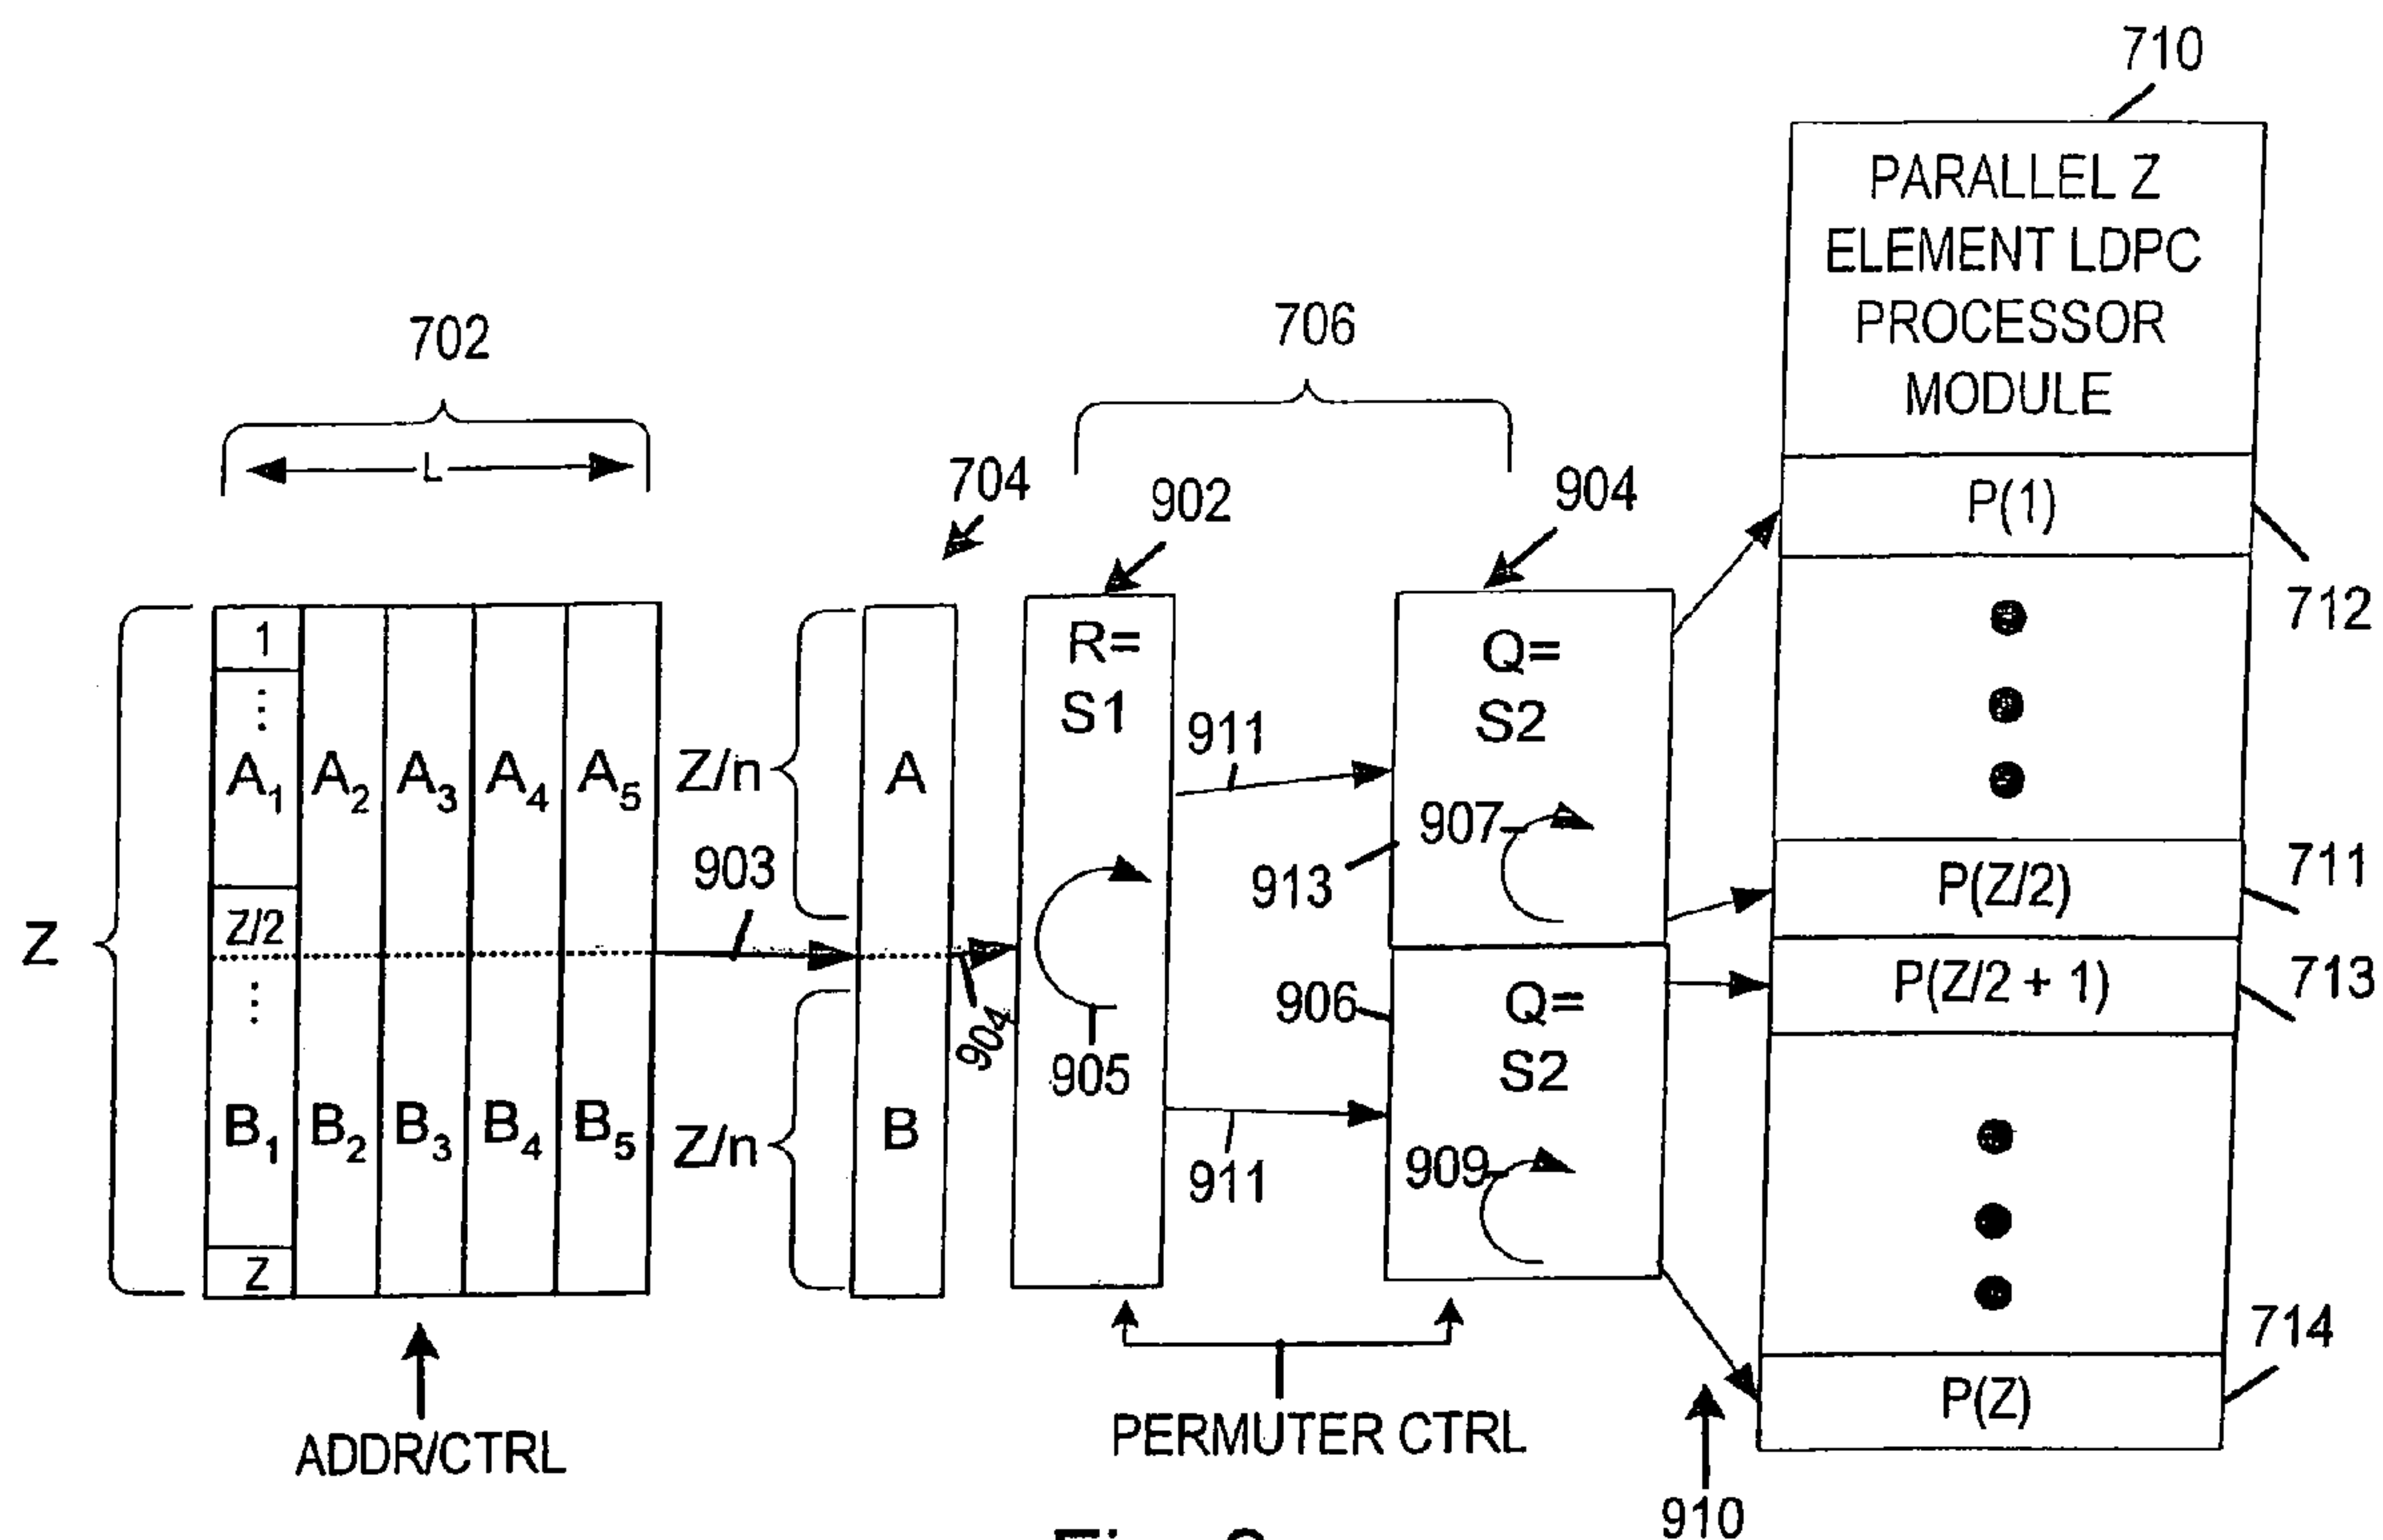 710
PARALLEL Z
ELEMENT LDPC
PROCESSOR
MODULE
702
L
706
704
902
904
P(1)
712
Z
1
⋮
A₁ A₂ A₃ A₄ A₅
Z/2
⋮
B₁ B₂ B₃ B₄ B₅
Z
903
Z/n
A
Z/n
B
904
R=
S1
905
911
911
Q=
S2
907
913
906
Q=
S2
909
P(Z/2)
711
P(Z/2 + 1)
713
P(Z)
714
ADDR/CTRL
PERMUTER CTRL
910